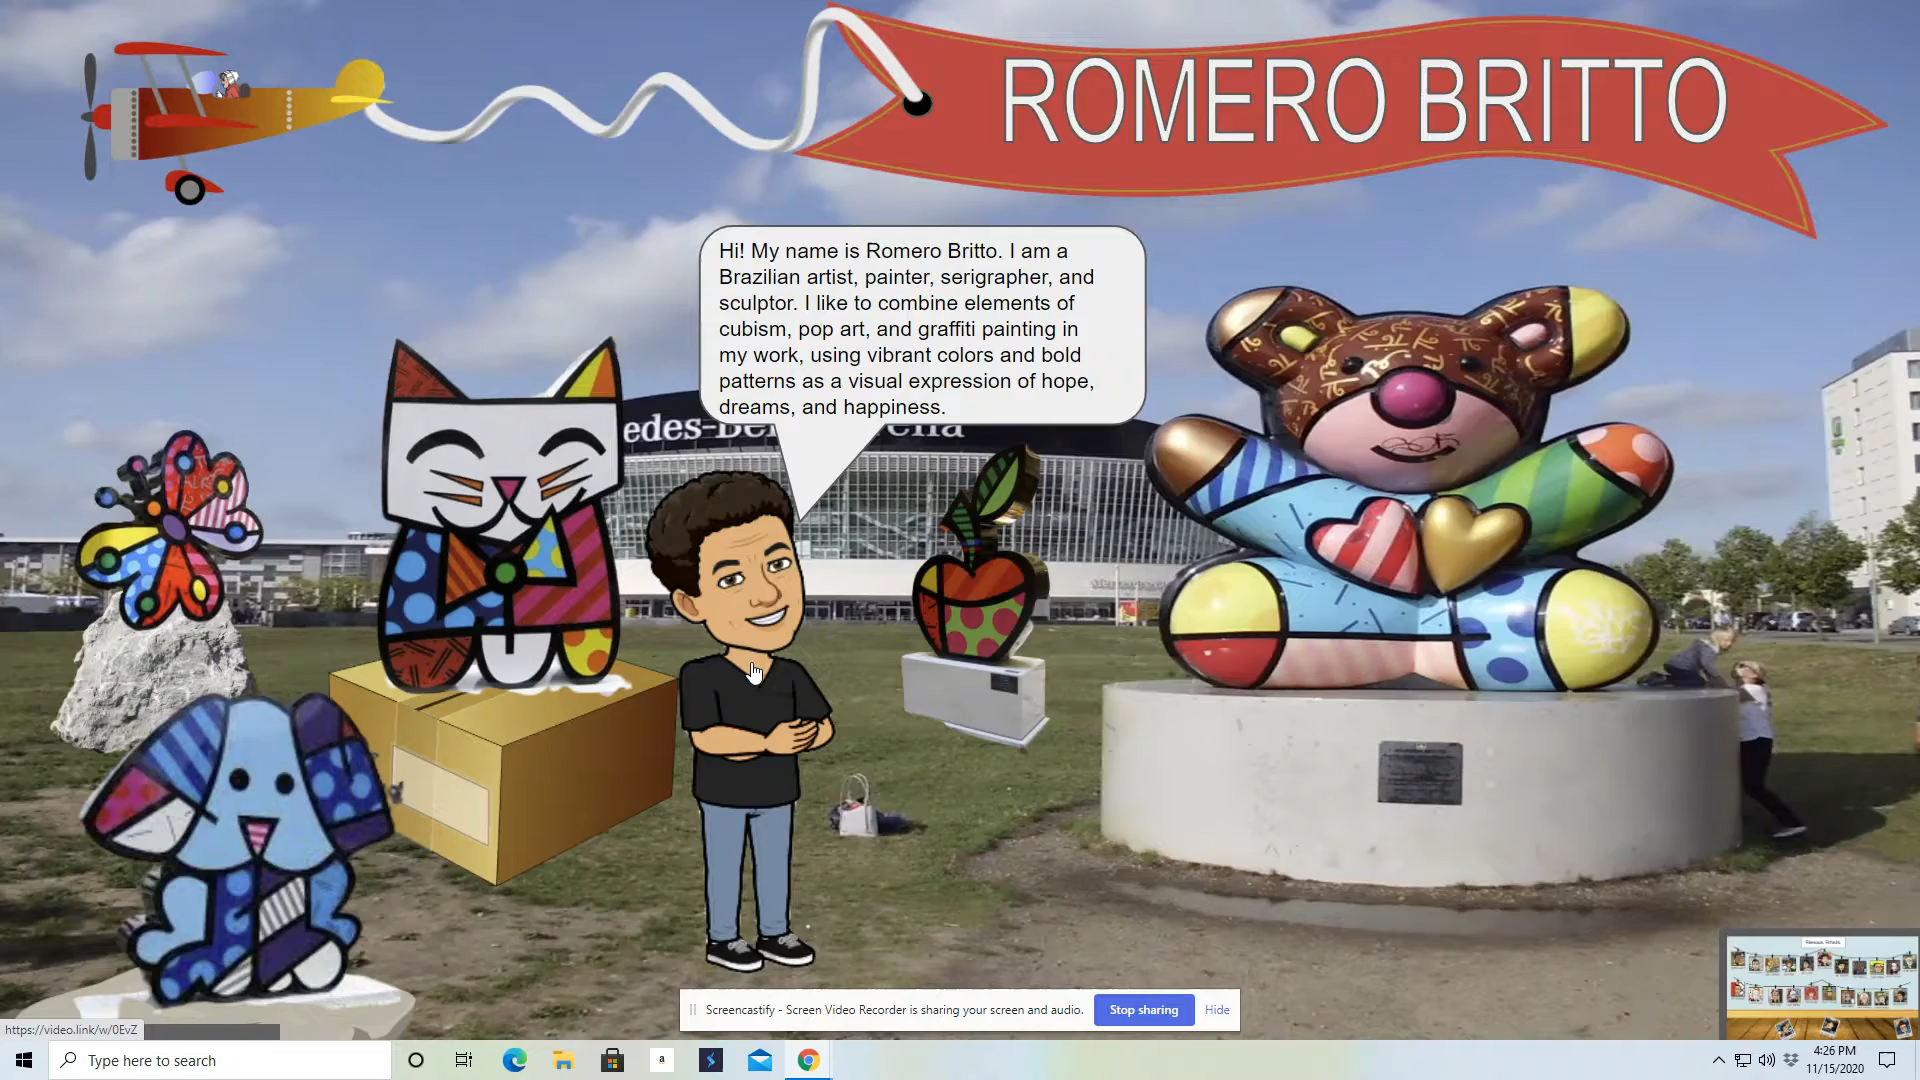 ROMERO BRITTO
Hi! My name is Romero Britto. I am a
Brazilian artist, painter, serigrapher, and
sculptor. I like to combine elements of
cubism, pop art, and graffiti painting in
my work, using vibrant colors and bold
patterns as a visual expression of hope,
dreams, and happiness.
Famous Artists
Screencastify - Screen Video Recorder is sharing your screen and audio.
Stop sharing
Hide
https://video.link/w/0EvZ
Type here to search
a
4:26 PM
11/15/2020